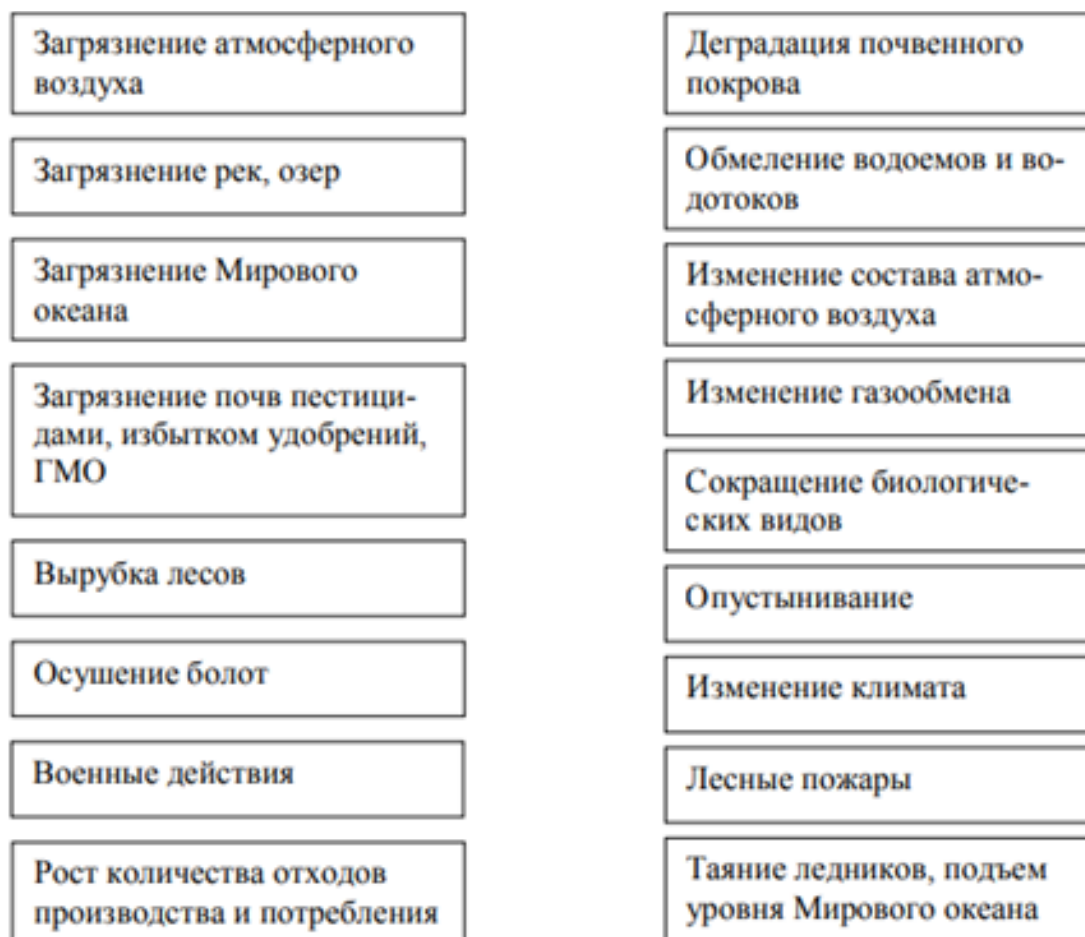 Загрязнение атмосферного
воздуха
Загрязнение рек, озер
Загрязнение Мирового
океана
Загрязнение почв пестици-
дами, избытком удобрений,
ГМО
Вырубка лесов
Осушение болот
Военные действия
Рост количества отходов
производства и потребления
Деградация почвенного
покрова
Обмеление водоемов и во-
дотоков
Изменение состава атмо-
сферного воздуха
Изменение газообмена
Сокращение биологиче-
ских видов
Опустынивание
Изменение климата
Лесные пожары
Таяние ледников, подъем
уровня Мирового океана